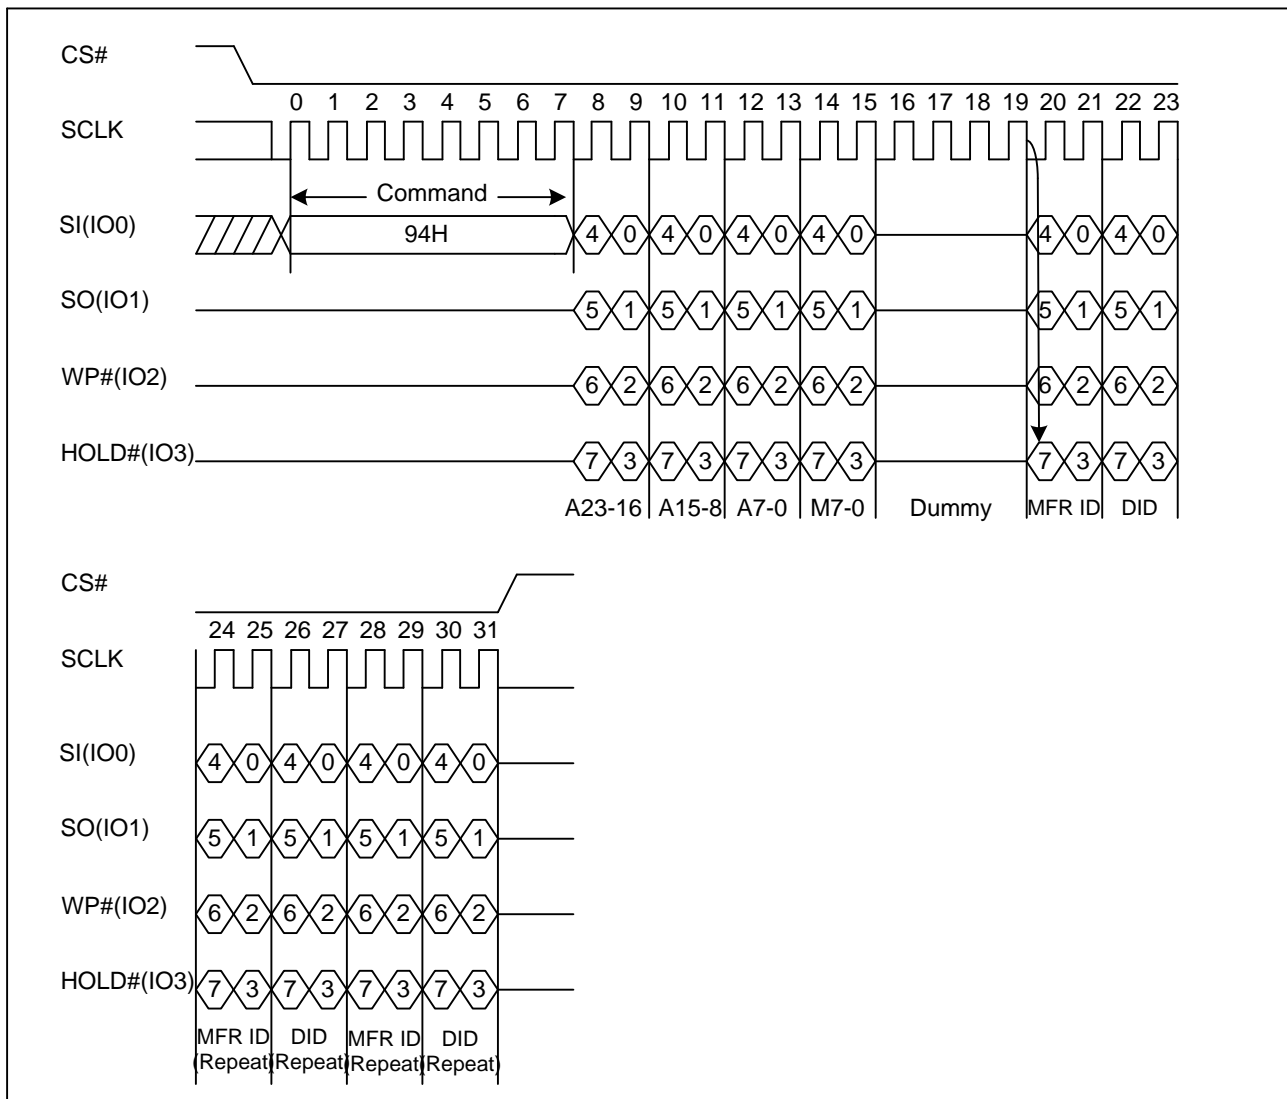 CS#
0 1 2 3 4 5 6 7 8 9 10 11 12 13 14 15 16 17 18 19 20 21 22 23
SCLK
Command
SI(IO0) 94H 4 0 4 0 4 0 4 0 4 0 4 0
SO(IO1) 5 1 5 1 5 1 5 1 5 1 5 1
WP#(IO2) 6 2 6 2 6 2 6 2 6 2 6 2
HOLD#(IO3) 7 3 7 3 7 3 7 3 7 3 7 3
A23-16 A15-8 A7-0 M7-0 Dummy MFR ID DID
CS#
24 25 26 27 28 29 30 31
SCLK
SI(IO0) 4 0 4 0 4 0 4 0
SO(IO1) 5 1 5 1 5 1 5 1
WP#(IO2) 6 2 6 2 6 2 6 2
HOLD#(IO3) 7 3 7 3 7 3 7 3
MFR ID DID MFR ID DID
(Repeat) (Repeat) (Repeat) (Repeat)